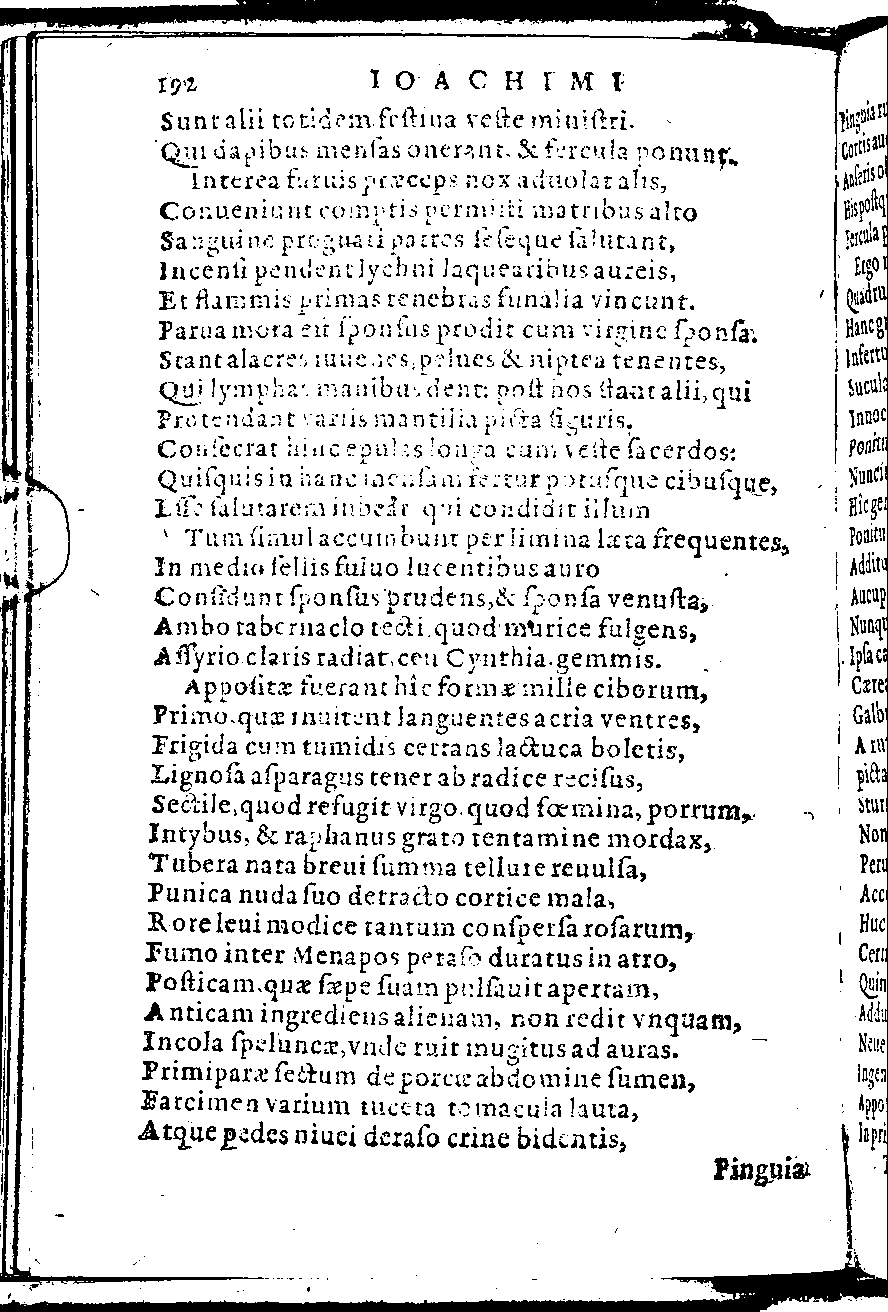 192 IOACHIMI
Sunt alii totidem festiua veste ministri.
Qui dapibus mensas onerant, & fercula ponunt.
Interea furuis præceps nox aduolat alis,
Conueniunt comptis permisti matribus alto
Sanguine prognati patres seseque salutant,
Incensi pendent lychni laquearibus aureis,
Et flammis primas tenebras funalia vincunt.
Parua mora est sponsus prodit cum virgine sponsa.
Stant alacres iuuenes, pelues & niptea tenentes,
Qui lymphas manibus dent: post hos stant alii, qui
Protendant variis mantilia picta figuris.
Consecrat hinc epulas longa cum veste sacerdos:
Quisquis in hanc mensam fertur potusque cibusque,
Esse salutarem iubeat qui condidit illum
Tum simul accumbunt per limina læta frequentes,
In medio sellis fuluo lucentibus auro
Considunt sponsus prudens, & sponsa venusta,
Ambo tabernaclo tecti, quod murice fulgens,
Assyrio claris radiat, ceu Cynthia, gemmis.
Appositæ fuerant hîc formæ mille ciborum,
Primo, quæ inuitent languentes acria ventres,
Frigida cum tumidis certans lactuca boletis,
Lignosa asparagus tener ab radice recisus,
Sectile, quod refugit virgo, quod fœmina, porrum,
Intybus, & raphanus grato tentamine mordax,
Tubera nata breui summa tellure reuulsa,
Punica nuda suo detracto cortice mala,
Rore leui modice tantum conspersa rosarum,
Fumo inter Menapos petaso duratus in atro,
Posticam, quæ sæpe suam pulsauit apertam,
Anticam ingrediens alienam, non redit vnquam,
Incola speluncæ, vnde ruit mugitus ad auras.
Primiparæ sectum de porcæ abdomine sumen,
Farcimen varium tuceta tomacula lauta,
Atque pedes niuei deraso crine bidentis,
Pinguia